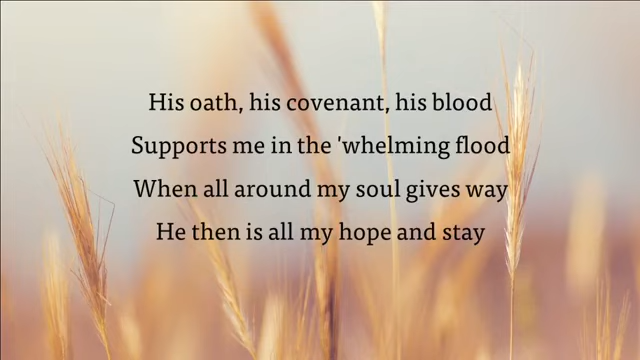 His oath, his covenant, his blood
Supports me in the 'whelming flood
When all around my soul gives way
He then is all my hope and stay